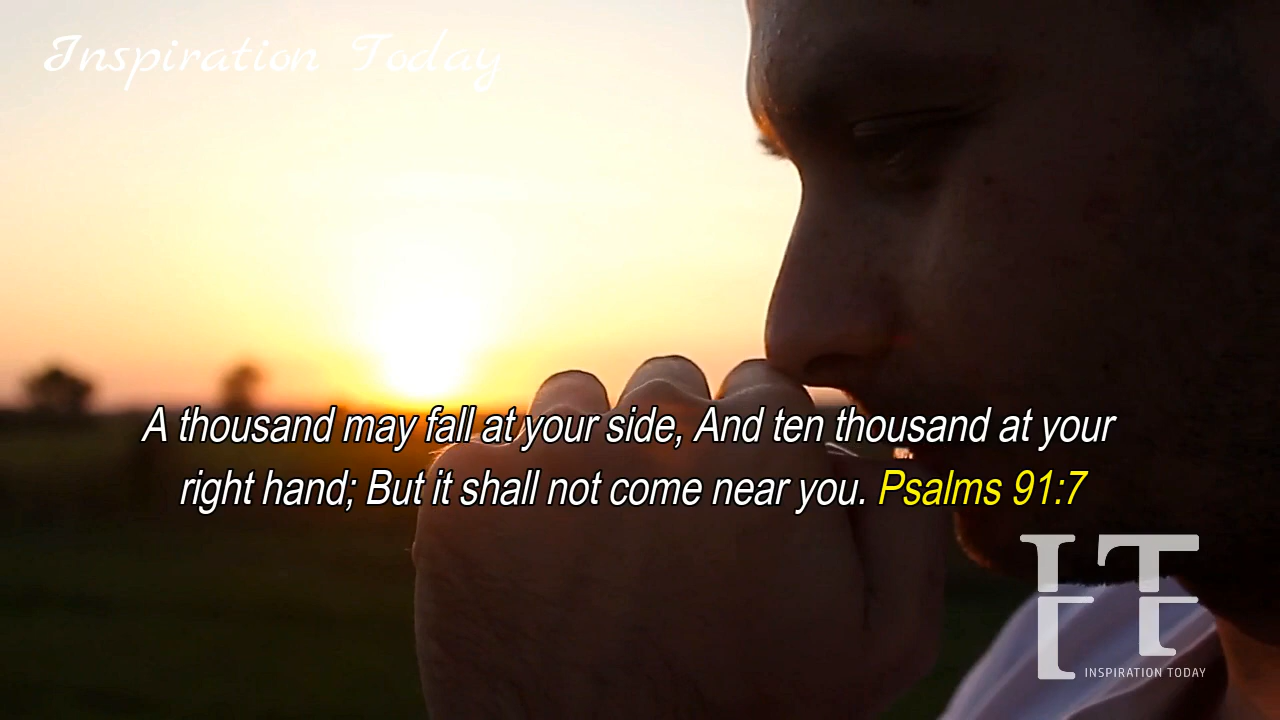 Inspiration Today
A thousand may fall at your side, And ten thousand at your
right hand; But it shall not come near you. Psalms 91:7
IT
INSPIRATION TODAY